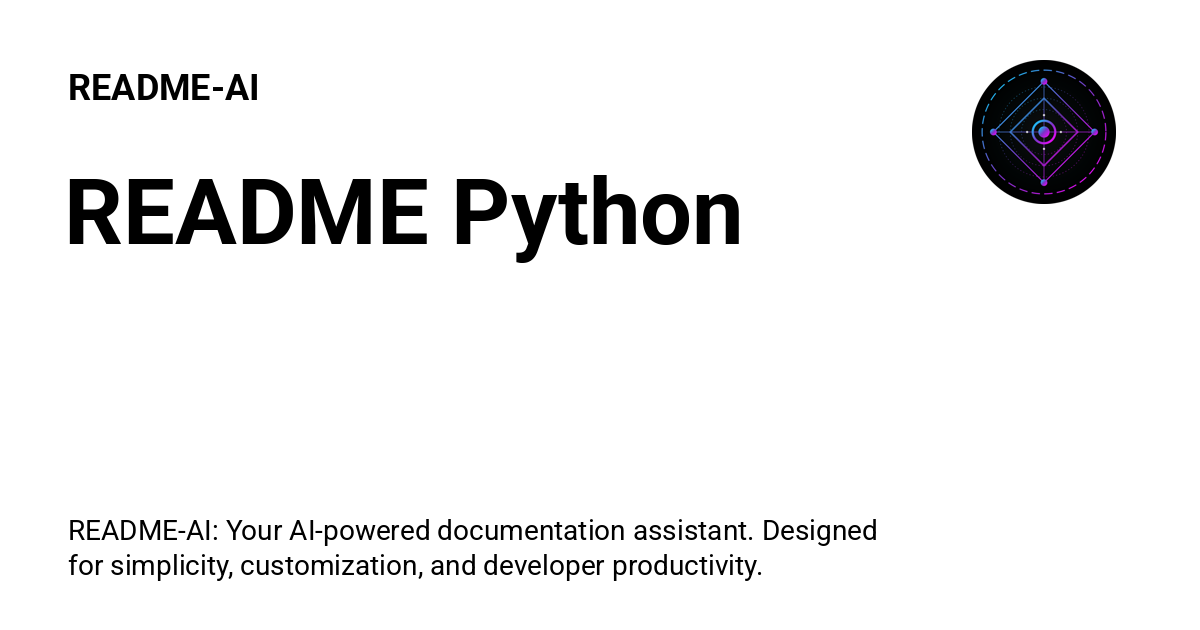 README-AI
README Python
README-AI: Your AI-powered documentation assistant. Designed
for simplicity, customization, and developer productivity.